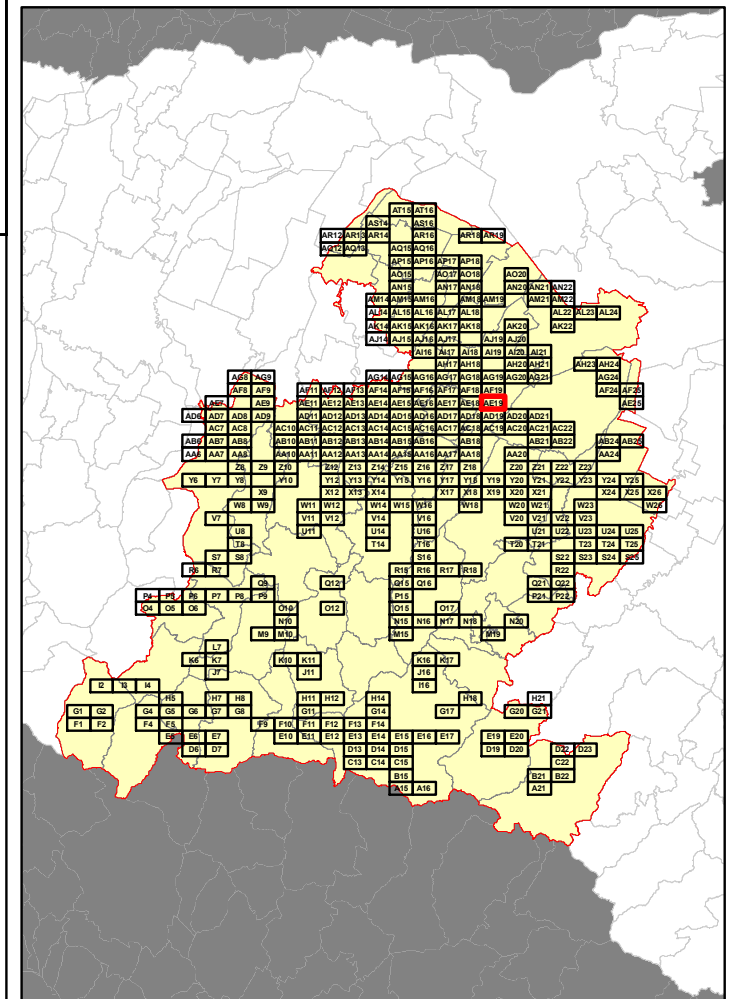 AT15 AT16
AS14 AS16
AR12 AR13 AR14 AR16 AR18 AR19
AQ12 AQ13 AQ15 AQ16
AP15 AP16 AP17 AP18
AO15 AO17 AO18 AO20
AN15 AN17 AN18 AN20 AN21 AN22
AM14 AM15 AM16 AM18 AM19 AM21 AM22
AL14 AL15 AL16 AL17 AL18 AL22 AL23 AL24
AK14 AK15 AK16 AK17 AK18 AK20 AK22
AJ14 AJ15 AJ16 AJ17 AJ19 AJ20
AI16 AI17 AI18 AI19 AI20 AI21
AH17 AH18 AH20 AH21 AH23 AH24
AG8 AG9 AG14 AG15 AG16 AG17 AG18 AG19 AG20 AG21 AG24
AF8 AF9 AF11 AF12 AF13 AF14 AF15 AF16 AF17 AF18 AF19 AF24 AF25
AE7 AE9 AE11 AE12 AE13 AE14 AE15 AE16 AE17 AE18 AE19 AE25
AD6 AD7 AD8 AD9 AD11 AD12 AD13 AD14 AD15 AD16 AD17 AD18 AD19 AD20 AD21
AC7 AC8 AC10 AC11 AC12 AC13 AC14 AC15 AC16 AC17 AC18 AC19 AC20 AC21 AC22
AB6 AB7 AB8 AB10 AB11 AB12 AB13 AB14 AB15 AB16 AB18 AB21 AB22 AB24 AB25
AA6 AA7 AA8 AA10 AA11 AA12 AA13 AA14 AA15 AA16 AA17 AA18 AA20 AA24
Z8 Z9 Z10 Z12 Z13 Z14 Z15 Z16 Z17 Z18 Z20 Z21 Z22 Z23
Y6 Y7 Y8 Y10 Y12 Y13 Y14 Y15 Y16 Y17 Y18 Y19 Y20 Y21 Y22 Y23 Y24 Y25
X9 X12 X13 X14 X17 X18 X19 X20 X21 X24 X25 X26
W8 W9 W11 W12 W14 W15 W16 W18 W20 W21 W23 W26
V7 V11 V12 V14 V16 V20 V21 V22 V23
U8 U11 U14 U16 U21 U22 U23 U24 U25
T8 T14 T16 T20 T21 T23 T24 T25
S7 S8 S16 S22 S23 S24 S25
R6 R7 R15 R16 R17 R18 R22
Q9 Q12 Q15 Q16 Q21 Q22
P4 P5 P6 P7 P8 P9 P15 P21 P22
O4 O5 O6 O10 O12 O15 O17
N10 N15 N16 N17 N18 N20
M9 M10 M15 M19
L7
K6 K7 K10 K11 K16 K17
J7 J11 J16
I2 I3 I4 I16
H5 H7 H8 H11 H12 H14 H18 H21
G1 G2 G4 G5 G6 G7 G8 G11 G17 G20 G21
F1 F2 F4 F5 F9 F10 F11 F12 F13 F14
E5 E6 E7 E10 E11 E12 E13 E14 E15 E16 E17 E19 E20
D6 D7 D13 D14 D15 D19 D20 D22 D23
C13 C14 C15 C22
B15 B21 B22
A15 A16 A21